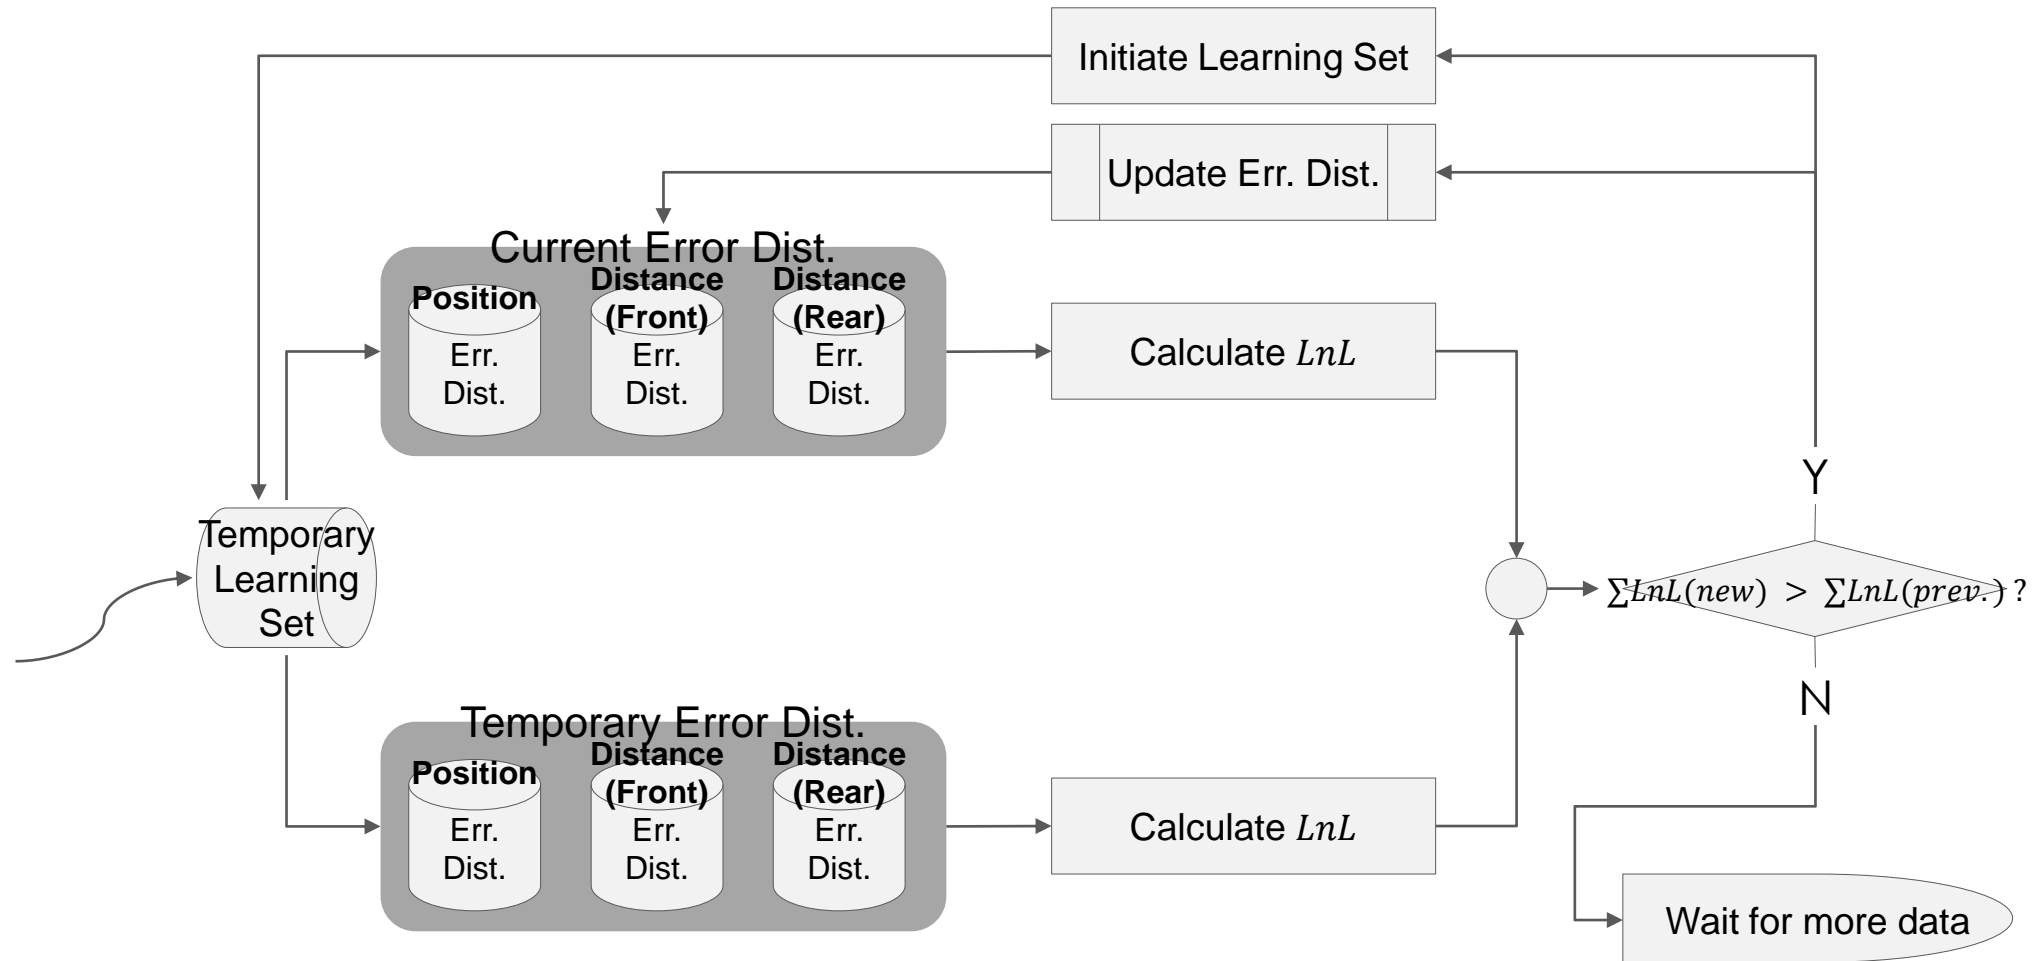 Initiate Learning Set
Update Err. Dist.
Current Error Dist.
Position
Err.
Dist.
Distance
(Front)
Err.
Dist.
Distance
(Rear)
Err.
Dist.
Calculate LnL
Y
Temporary
Learning
Set
∑LnL(new) > ∑LnL(prev.) ?
N
Temporary Error Dist.
Position
Err.
Dist.
Distance
(Front)
Err.
Dist.
Distance
(Rear)
Err.
Dist.
Calculate LnL
Wait for more data